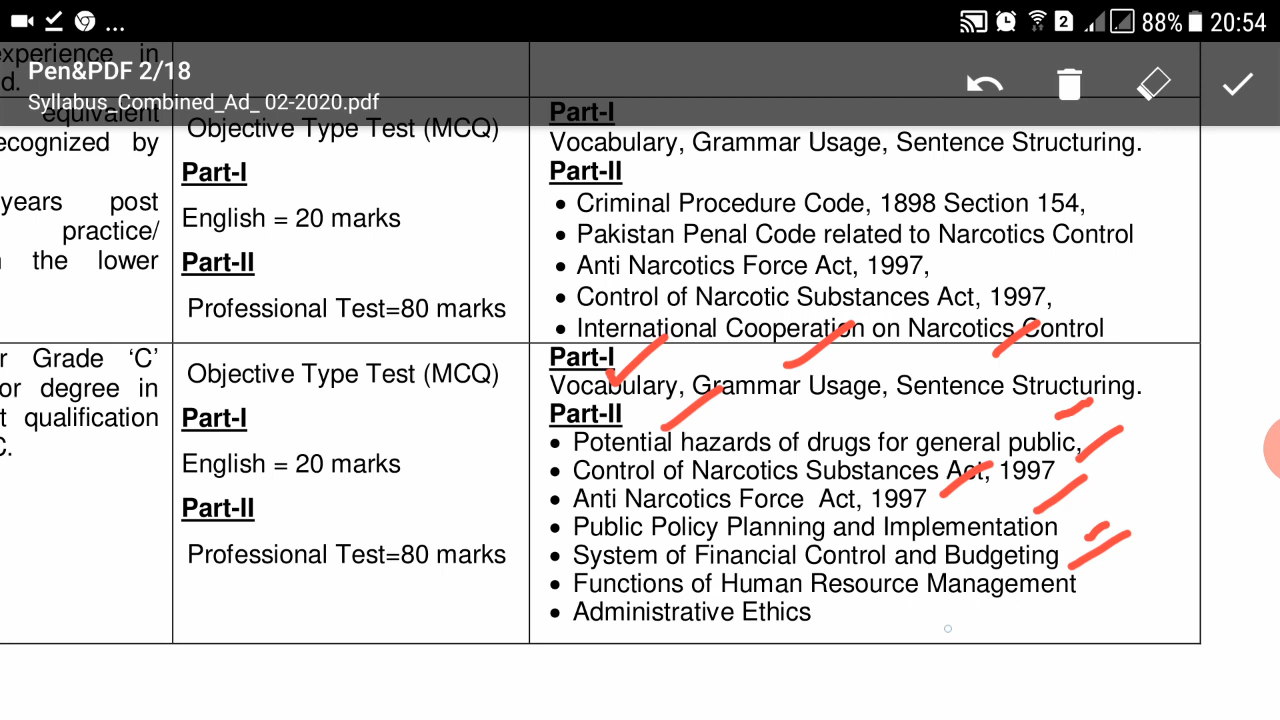 ... 2 88% 20:54
experience in
Pen&PDF 2/18
d.
Syllabus_Combined_Ad_ 02-2020.pdf
equivalent
ecognized by
years post
practice/
the lower
Objective Type Test (MCQ)
Part-I
English = 20 marks
Part-II
Professional Test=80 marks
Part-I
Vocabulary, Grammar Usage, Sentence Structuring.
Part-II
• Criminal Procedure Code, 1898 Section 154,
• Pakistan Penal Code related to Narcotics Control
• Anti Narcotics Force Act, 1997,
• Control of Narcotic Substances Act, 1997,
• International Cooperation on Narcotics Control
r Grade ‘C’
or degree in
t qualification
C.
Objective Type Test (MCQ)
Part-I
English = 20 marks
Part-II
Professional Test=80 marks
Part-I
Vocabulary, Grammar Usage, Sentence Structuring.
Part-II
• Potential hazards of drugs for general public,
• Control of Narcotics Substances Act, 1997
• Anti Narcotics Force Act, 1997
• Public Policy Planning and Implementation
• System of Financial Control and Budgeting
• Functions of Human Resource Management
• Administrative Ethics